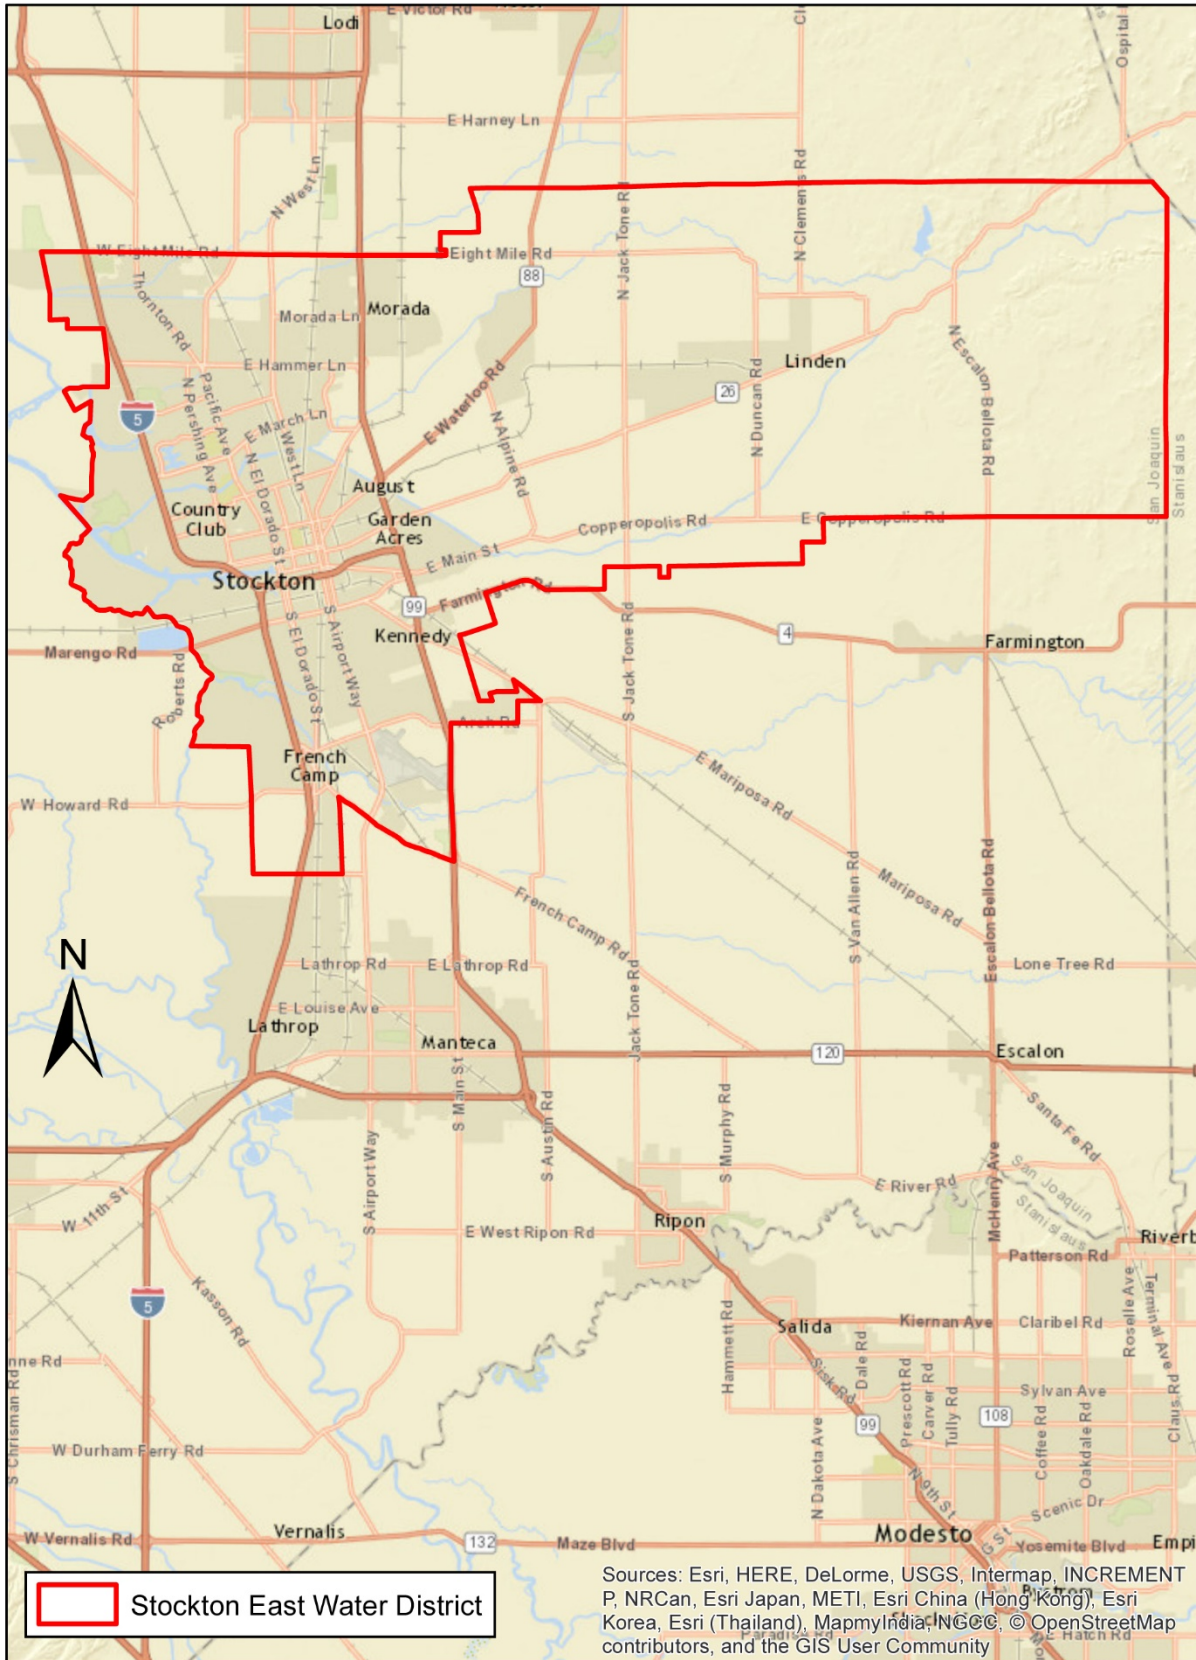 E Victor Rd
Lodi
Ospital
E Harney Ln
N West Ln
N Jack Tone Rd
N Clements Rd
W Eight Mile Rd
Eight Mile Rd
88
Thornton Rd
Morada Ln
Morada
E Hammer Ln
Linden
N Escalon Bellota Rd
Pacific Ave
N Pershing Ave
E Waterloo Rd
26
N Duncan Rd
5
E March Ln
West Ln
N Alpine Rd
N El Dorado St
August
San Joaquin
Stanislaus
Country
Club
Garden
Acres
Copperopolis Rd
E Copperopolis Rd
E Main St
Stockton
99
Farmington Rd
S El Dorado St
S Airport Way
Kennedy
4
Farmington
Marengo Rd
Roberts Rd
S Jack Tone Rd
Arch Rd
French
Camp
E Mariposa Rd
W Howard Rd
S Van Allen Rd
Mariposa Rd
Escalon Bellota Rd
French Camp Rd
N
Lathrop Rd
E Lathrop Rd
Lone Tree Rd
E Louise Ave
Lathrop
Manteca
Jack Tone Rd
120
Escalon
S Main St
S Austin Rd
S Murphy Rd
Santa Fe Rd
S Airport Way
McHenry Ave
San Joaquin
Stanislaus
E River Rd
W 11th St
Ripon
E West Ripon Rd
Riverb
Patterson Rd
5
Kasson Rd
Roselle Ave
Terminal Ave
Hammett Rd
Salida
Kiernan Ave
Claribel Rd
nne Rd
Sisk Rd
Dale Rd
Prescott Rd
Carver Rd
Tully Rd
Sylvan Ave
Claus Rd
S Chrisman Rd
99
108
Coffee Rd
Oakdale Rd
W Durham Ferry Rd
N Dakota Ave
N 9th St
Scenic Dr
W Vernalis Rd
Vernalis
132
Maze Blvd
Modesto
G St
Yosemite Blvd
Empi
Stockton East Water District
Sources: Esri, HERE, DeLorme, USGS, Intermap, INCREMENT
P, NRCan, Esri Japan, METI, Esri China (Hong Kong), Esri
Korea, Esri (Thailand), MapmyIndia, NGCC, © OpenStreetMap
contributors, and the GIS User Community
E Hatch Rd